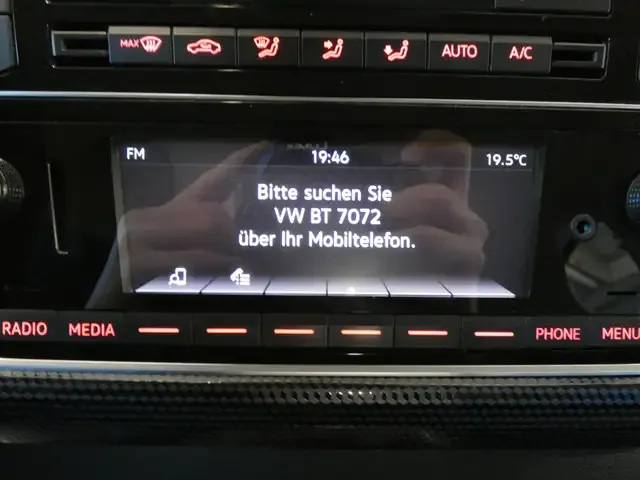 MAX
AUTO
A/C
FM 19:46 19.5°C
Bitte suchen Sie
VW BT 7072
über Ihr Mobiltelefon.
RADIO MEDIA PHONE MENU